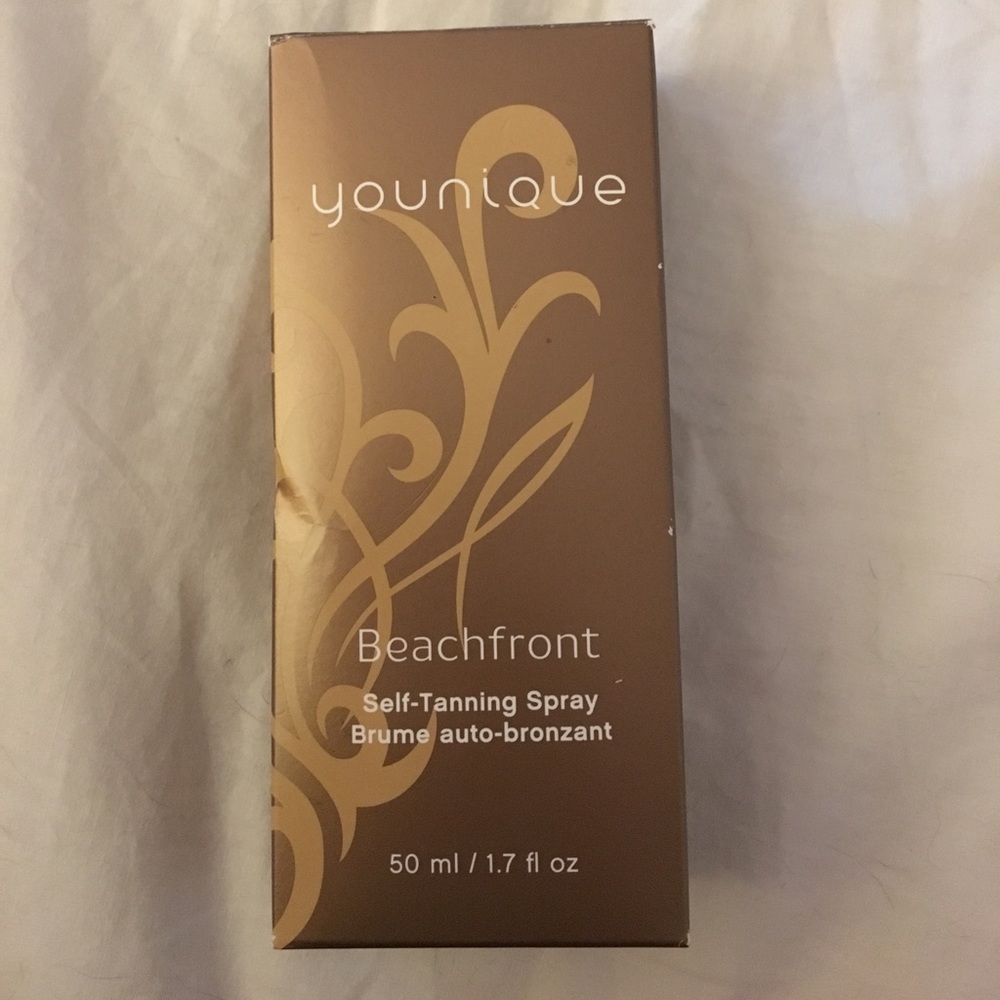 younique
Beachfront
Self-Tanning Spray
Brume auto-bronzant
50 ml / 1.7 fl oz